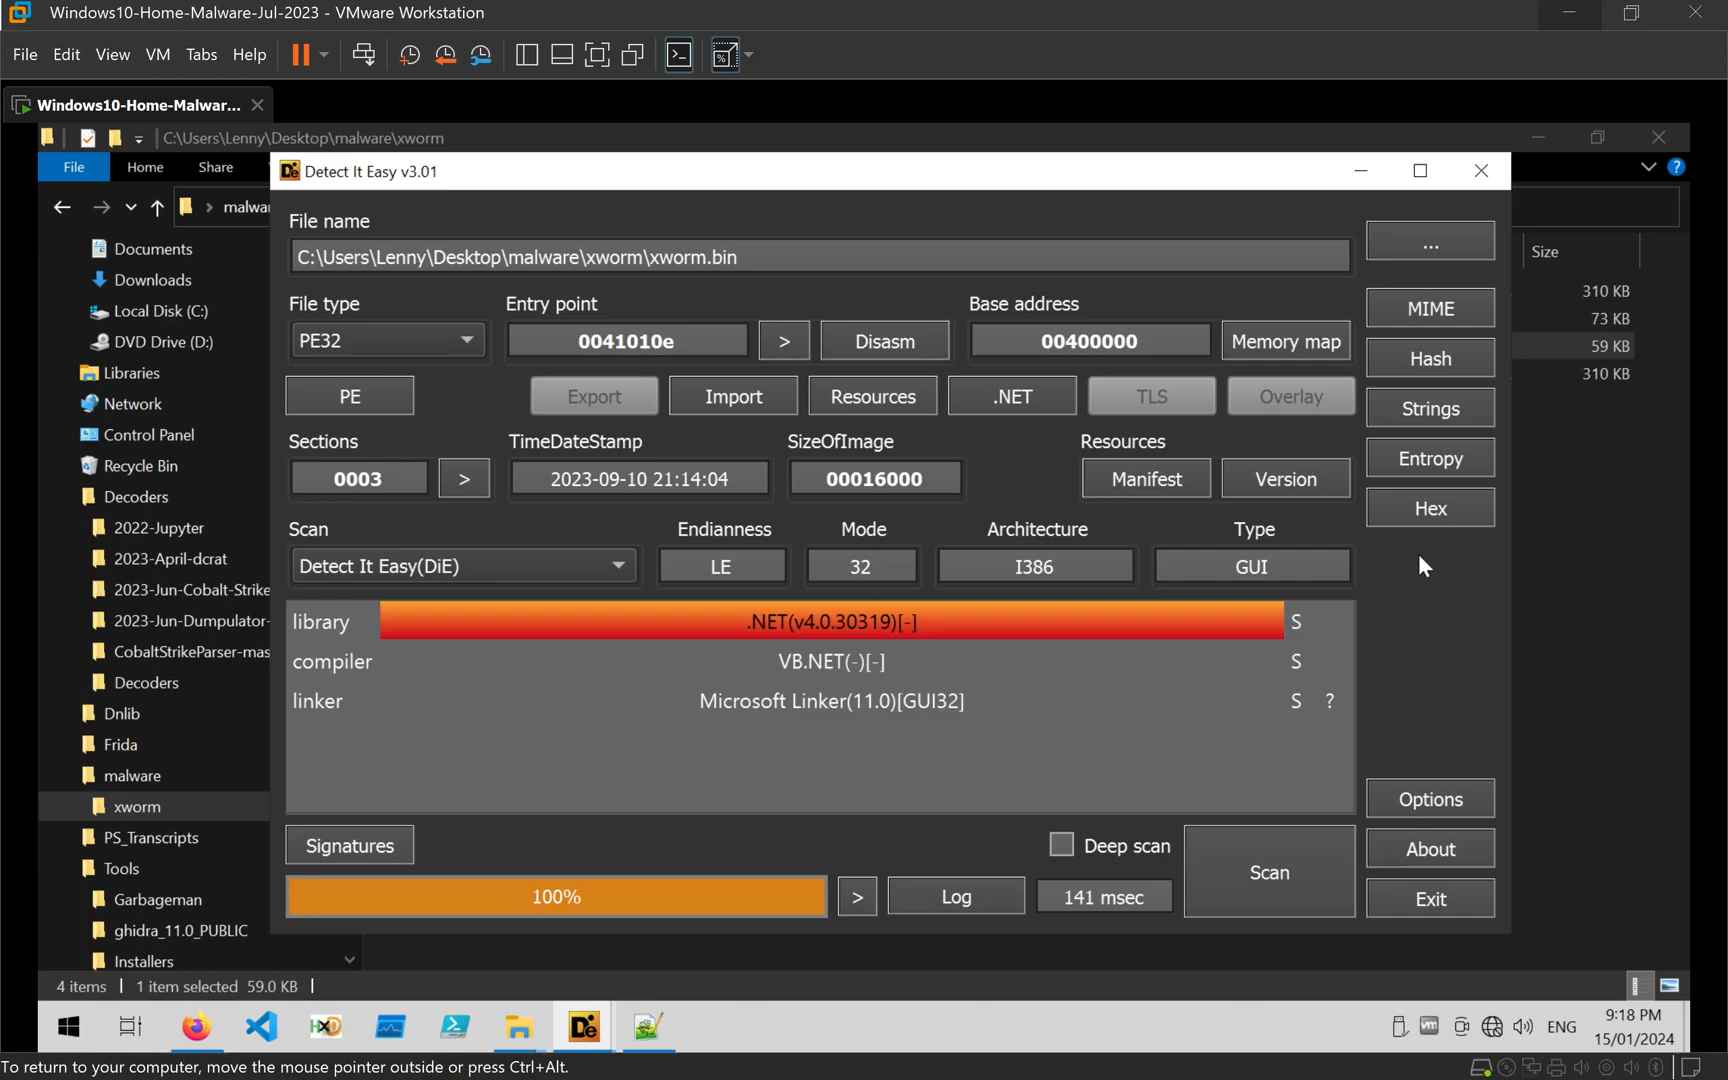 Windows10-Home-Malware-Jul-2023 - VMware Workstation
File Edit View VM Tabs Help
Windows10-Home-Malwar...
C:\Users\Lenny\Desktop\malware\xworm
File Home Share
Detect It Easy v3.01
malwar
File name
C:\Users\Lenny\Desktop\malware\xworm\xworm.bin
...
Size
310 KB
73 KB
59 KB
310 KB
File type Entry point Base address
PE32 0041010e > Disasm 00400000 Memory map
PE Export Import Resources .NET TLS Overlay
Sections TimeDateStamp SizeOfImage Resources
0003 > 2023-09-10 21:14:04 00016000 Manifest Version
Scan Endianness Mode Architecture Type
Detect It Easy(DiE) LE 32 I386 GUI
library .NET(v4.0.30319)[-] S
compiler VB.NET(-)[-] S
linker Microsoft Linker(11.0)[GUI32] S ?
Signatures Deep scan Scan
100% > Log 141 msec
MIME
Hash
Strings
Entropy
Hex
Options
About
Exit
Documents
Downloads
Local Disk (C:)
DVD Drive (D:)
Libraries
Network
Control Panel
Recycle Bin
Decoders
2022-Jupyter
2023-April-dcrat
2023-Jun-Cobalt-Strike
2023-Jun-Dumpulator-
CobaltStrikeParser-mas
Decoders
Dnlib
Frida
malware
xworm
PS_Transcripts
Tools
Garbageman
ghidra_11.0_PUBLIC
Installers
4 items 1 item selected 59.0 KB
ENG
9:18 PM
15/01/2024
To return to your computer, move the mouse pointer outside or press Ctrl+Alt.